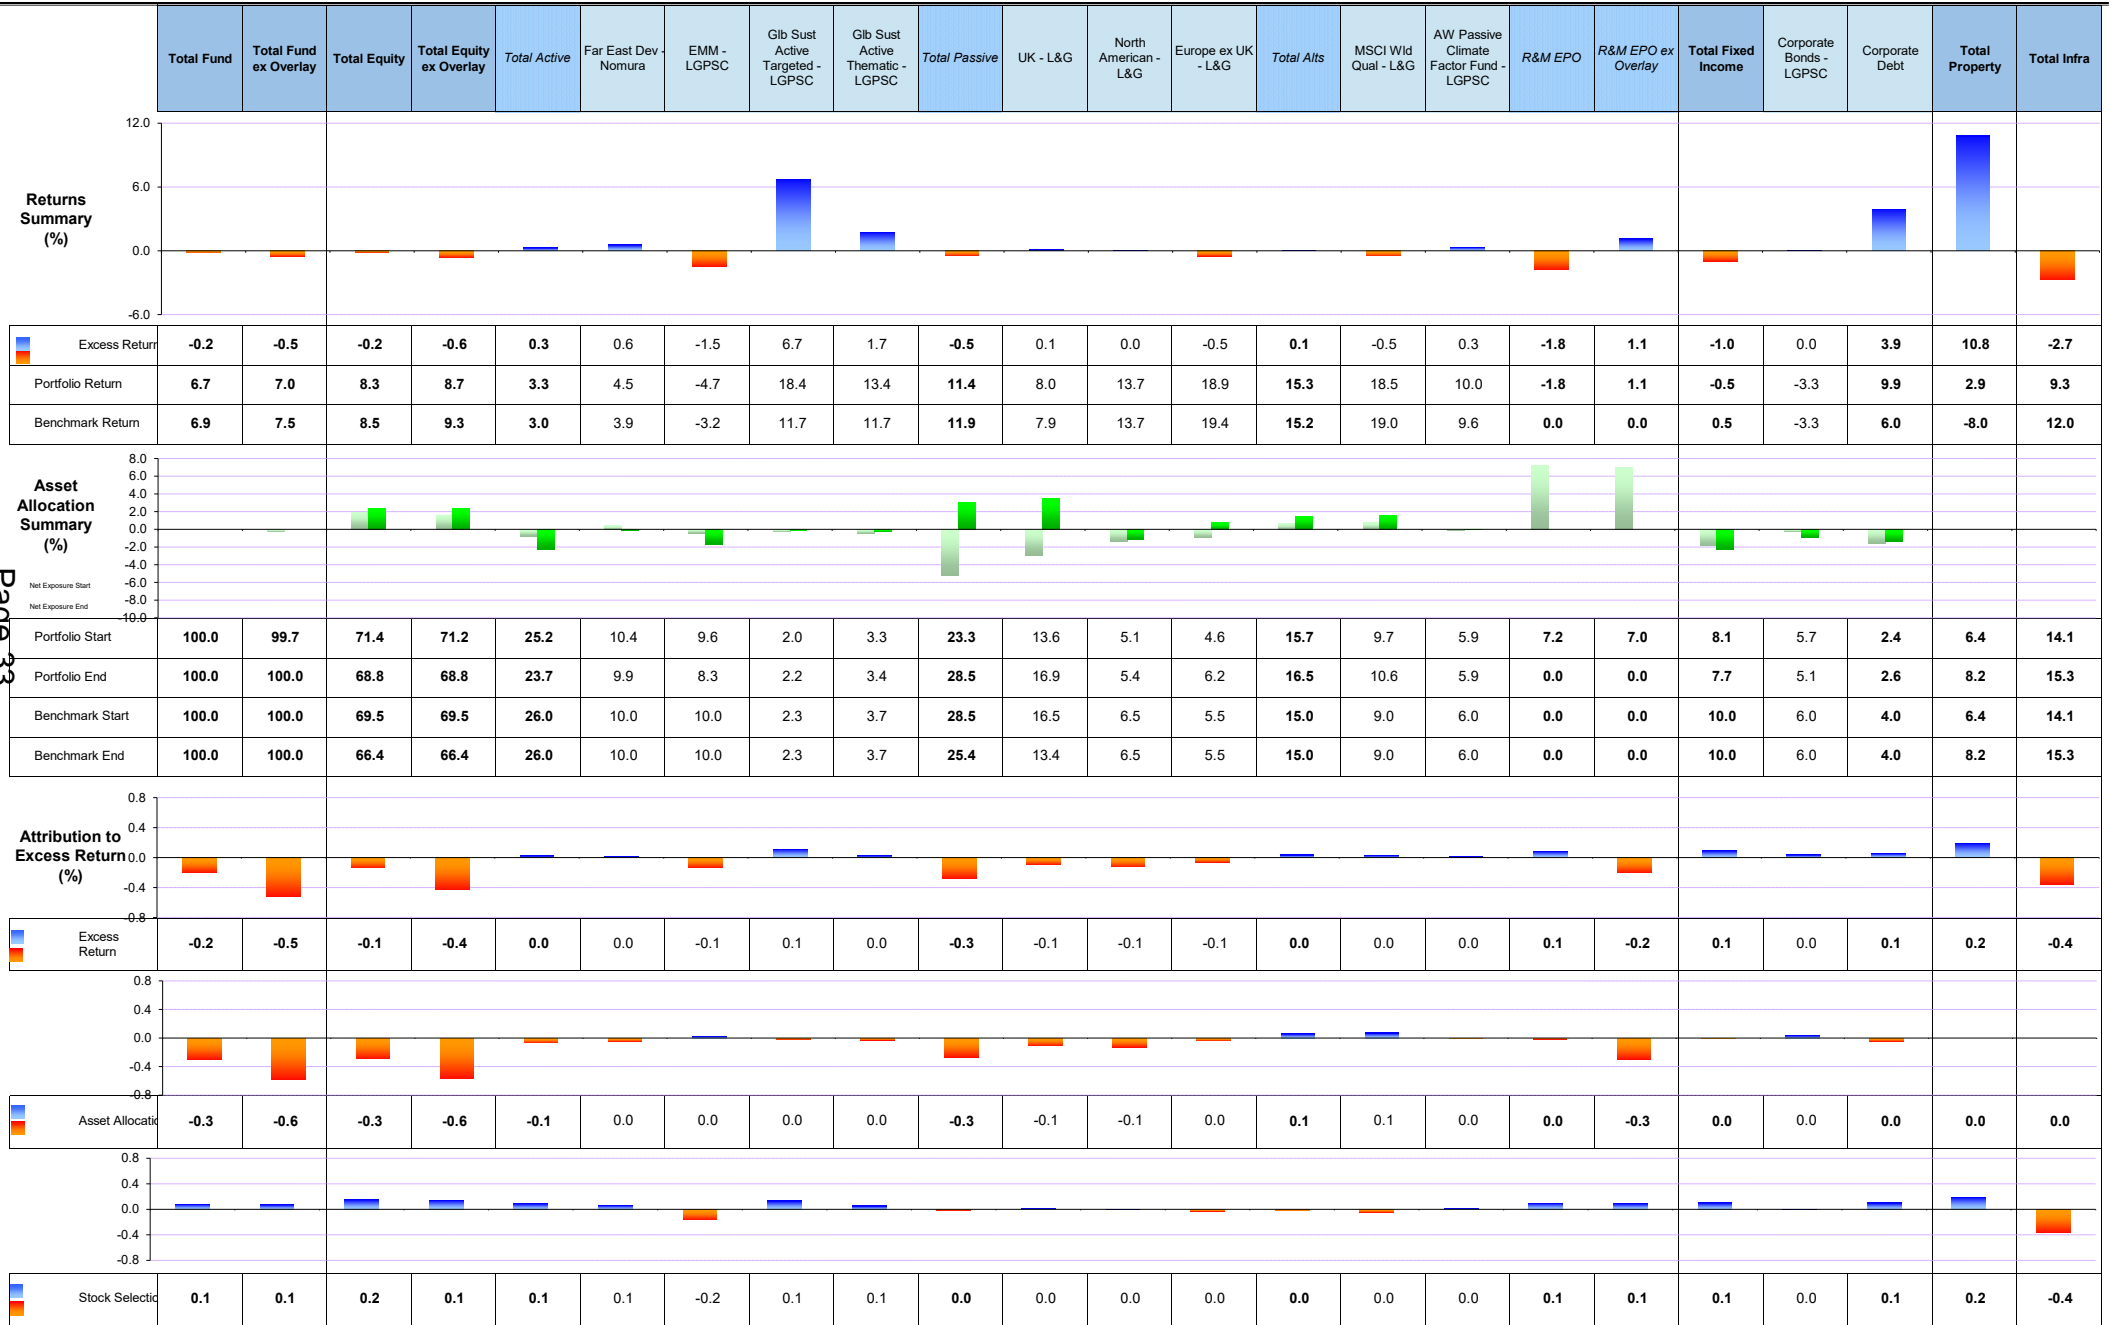 Total Fund
Total Fund ex Overlay
Total Equity
Total Equity ex Overlay
Total Active
Far East Dev - Nomura
EMM - LGPSC
Glb Sust Active Targeted - LGPSC
Glb Sust Active Thematic - LGPSC
Total Passive
UK - L&G
North American - L&G
Europe ex UK - L&G
Total Alts
MSCI Wld Qual - L&G
AW Passive Climate Factor Fund - LGPSC
R&M EPO
R&M EPO ex Overlay
Total Fixed Income
Corporate Bonds - LGPSC
Corporate Debt
Total Property
Total Infra
Returns Summary (%)
12.0
6.0
0.0
-6.0
Excess Return -0.2 -0.5 -0.2 -0.6 0.3 0.6 -1.5 6.7 1.7 -0.5 0.1 0.0 -0.5 0.1 -0.5 0.3 -1.8 1.1 -1.0 0.0 3.9 10.8 -2.7
Portfolio Return 6.7 7.0 8.3 8.7 3.3 4.5 -4.7 18.4 13.4 11.4 8.0 13.7 18.9 15.3 18.5 10.0 -1.8 1.1 -0.5 -3.3 9.9 2.9 9.3
Benchmark Return 6.9 7.5 8.5 9.3 3.0 3.9 -3.2 11.7 11.7 11.9 7.9 13.7 19.4 15.2 19.0 9.6 0.0 0.0 0.5 -3.3 6.0 -8.0 12.0
Asset Allocation Summary (%)
8.0
6.0
4.0
2.0
0.0
-2.0
-4.0
-6.0
-8.0
-10.0
Net Exposure Start
Net Exposure End
Page 33
Portfolio Start 100.0 99.7 71.4 71.2 25.2 10.4 9.6 2.0 3.3 23.3 13.6 5.1 4.6 15.7 9.7 5.9 7.2 7.0 8.1 5.7 2.4 6.4 14.1
Portfolio End 100.0 100.0 68.8 68.8 23.7 9.9 8.3 2.2 3.4 28.5 16.9 5.4 6.2 16.5 10.6 5.9 0.0 0.0 7.7 5.1 2.6 8.2 15.3
Benchmark Start 100.0 100.0 69.5 69.5 26.0 10.0 10.0 2.3 3.7 28.5 16.5 6.5 5.5 15.0 9.0 6.0 0.0 0.0 10.0 6.0 4.0 6.4 14.1
Benchmark End 100.0 100.0 66.4 66.4 26.0 10.0 10.0 2.3 3.7 25.4 13.4 6.5 5.5 15.0 9.0 6.0 0.0 0.0 10.0 6.0 4.0 8.2 15.3
Attribution to Excess Return (%)
0.8
0.4
0.0
-0.4
-0.8
Excess Return -0.2 -0.5 -0.1 -0.4 0.0 0.0 -0.1 0.1 0.0 -0.3 -0.1 -0.1 -0.1 0.0 0.0 0.0 0.1 -0.2 0.1 0.0 0.1 0.2 -0.4
0.8
0.4
0.0
-0.4
-0.8
Asset Allocatio -0.3 -0.6 -0.3 -0.6 -0.1 0.0 0.0 0.0 0.0 -0.3 -0.1 -0.1 0.0 0.1 0.1 0.0 0.0 -0.3 0.0 0.0 0.0 0.0 0.0
0.8
0.4
0.0
-0.4
-0.8
Stock Selectio 0.1 0.1 0.2 0.1 0.1 0.1 -0.2 0.1 0.1 0.0 0.0 0.0 0.0 0.0 0.0 0.0 0.1 0.1 0.1 0.0 0.1 0.2 -0.4